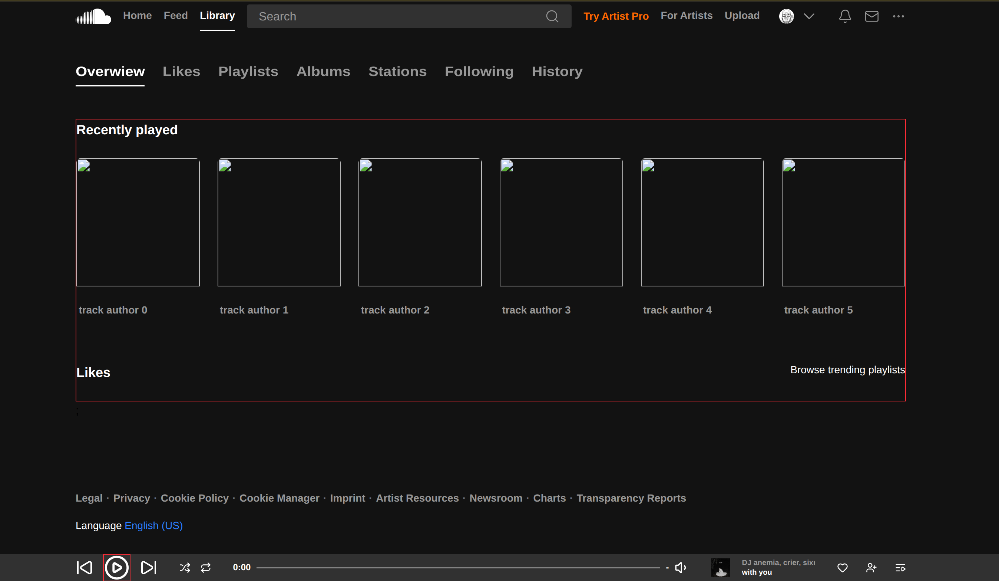 Home Feed Library Search Try Artist Pro For Artists Upload
Overwiew Likes Playlists Albums Stations Following History
Recently played
track author 0 track author 1 track author 2 track author 3 track author 4 track author 5
Likes Browse trending playlists
;
Legal · Privacy · Cookie Policy · Cookie Manager · Imprint · Artist Resources · Newsroom · Charts · Transparency Reports
Language English (US)
0:00 -
DJ anemia, crier,
with you